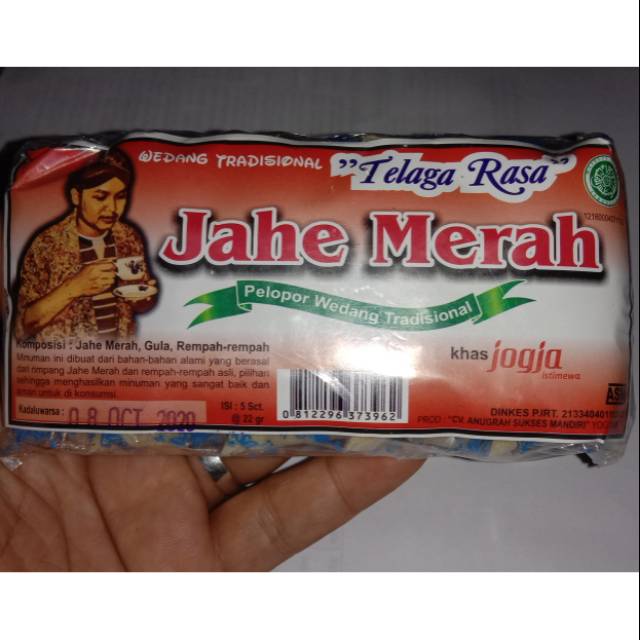 WEDANG TRADISIONAL
”Telaga Rasa”
Jahe Merah
Pelopor Wedang Tradisional
khas jogja
istimewa
Komposisi : Jahe Merah, Gula, Rempah-rempah
Minuman ini dibuat dari bahan-bahan alami yang berasal
dari rimpang Jahe Merah dan rempah-rempah asli, pilihan
sehingga menghasilkan minuman yang sangat baik dan
aman untuk di konsumsi.
Kadaluwarsa : 08 OCT 2020
ISI : 5 Sct.
@ 22 gr
0 812296 373962
DINKES P.IRT.
PROD : "CV. ANUGRAH SUKSES MANDIRI"